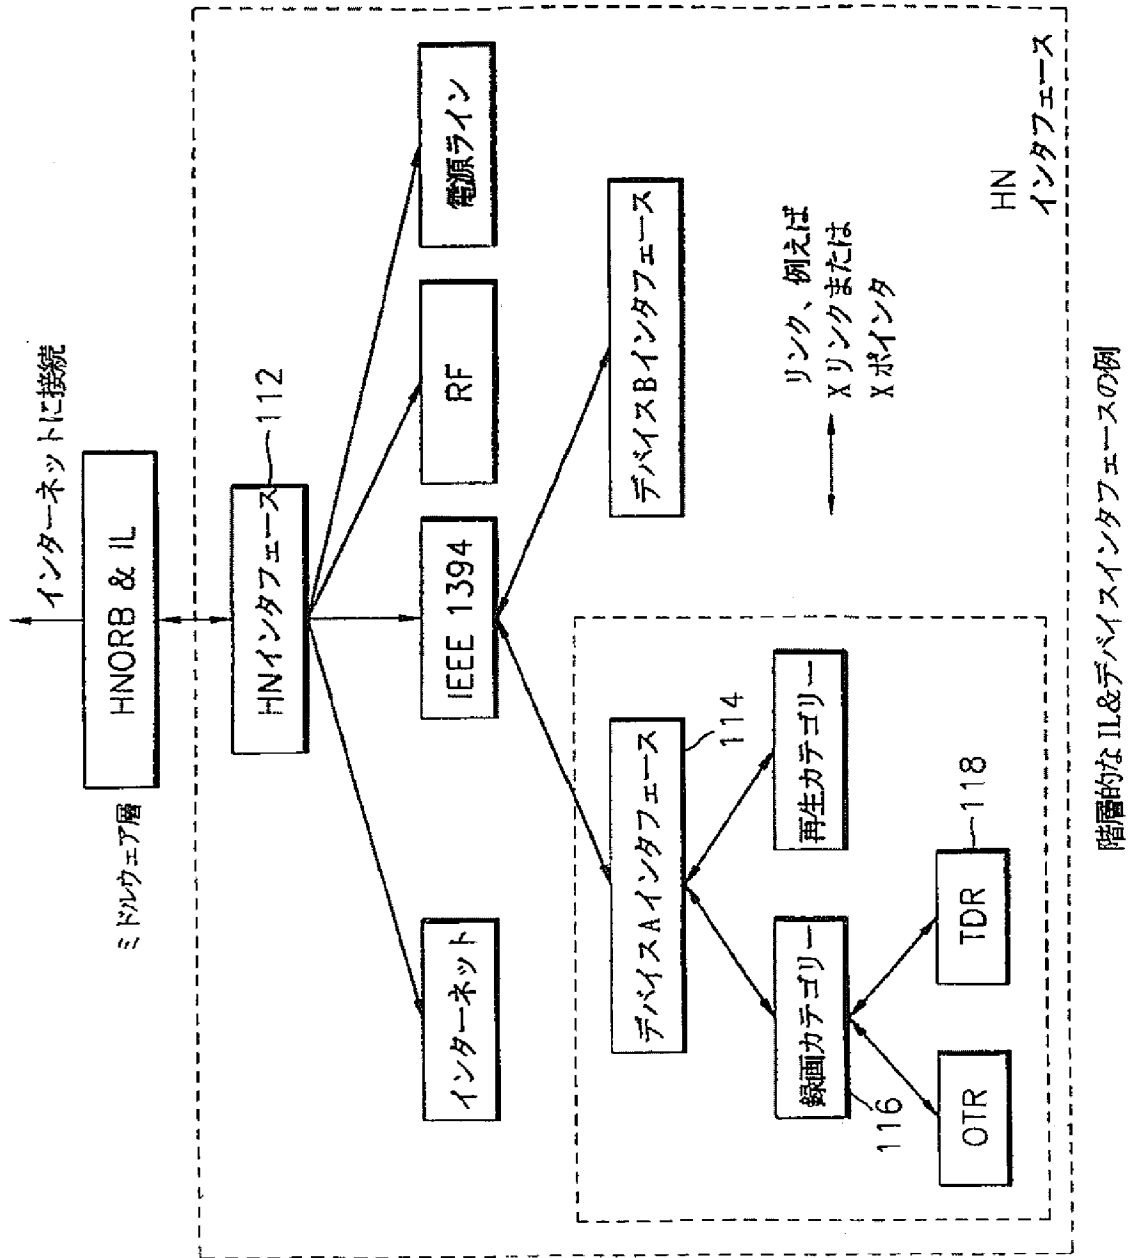 インターネットに接続
ミドルウェア層
HNORB & IL
HNインタフェース
112
インターネット
IEEE 1394
RF
電源ライン
デバイスAインタフェース
114
デバイスBインタフェース
録画カテゴリー
116
再生カテゴリー
OTR
TDR
118
リンク、例えば
Xリンクまたは
Xポインタ
HN
インタフェース
階層的なIL&デバイスインタフェースの例